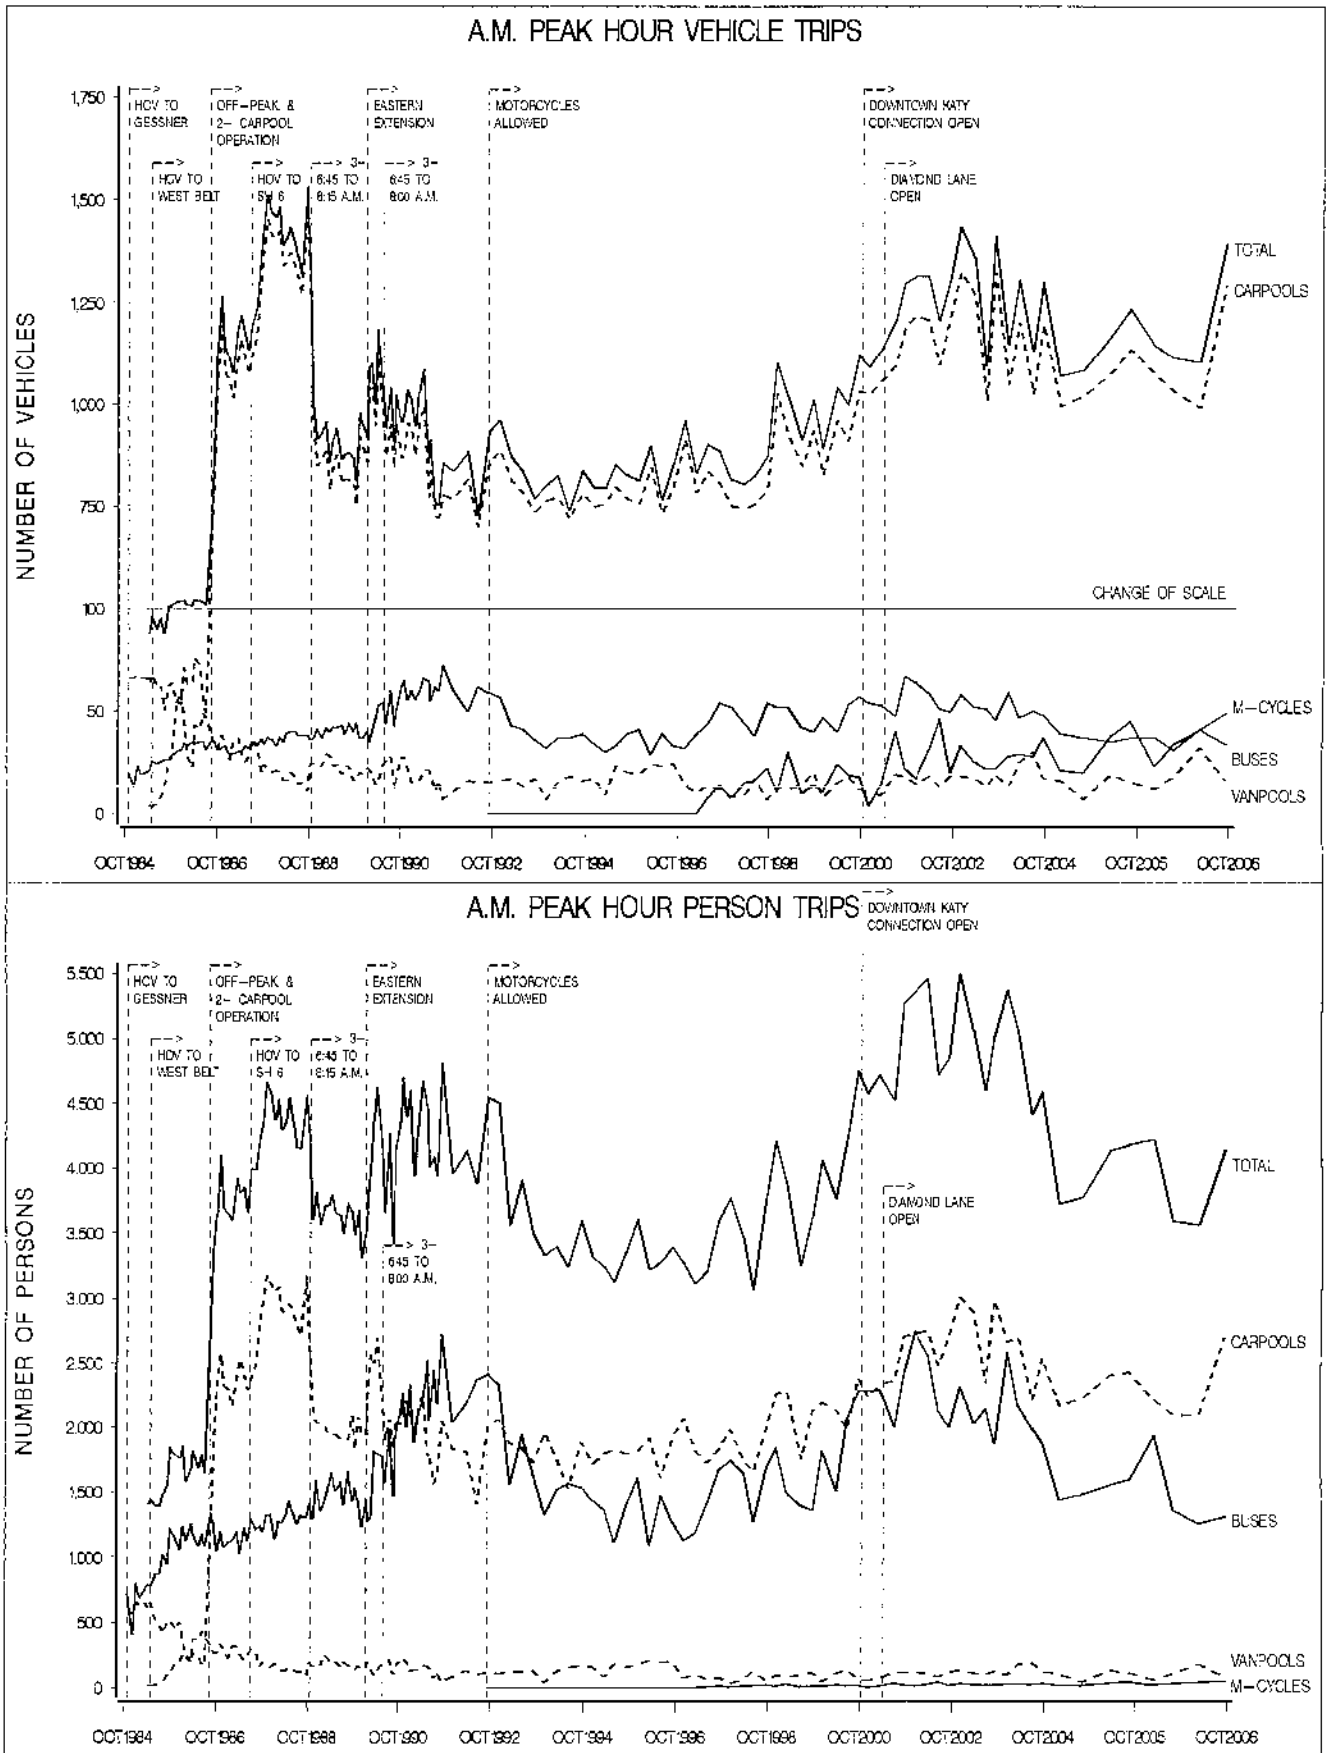 A.M. PEAK HOUR VEHICLE TRIPS
NUMBER OF VEHICLES
1,750
1,500
1,250
1,000
750
100
50
0
HOV TO
GESSNER
OFF-PEAK &
2- CARPOOL
OPERATION
EASTERN
EXTENSION
MOTORCYCLES
ALLOWED
DOWNTOWN KATY
CONNECTION OPEN
HOV TO
WEST BELT
HOV TO
SH 6
3-
6:45 TO
8:15 A.M.
3-
6:45 TO
8:00 A.M.
DIAMOND LANE
OPEN
TOTAL
CARPOOLS
CHANGE OF SCALE
M-CYCLES
BUSES
VANPOOLS
OCT1984 OCT1986 OCT1988 OCT1990 OCT1992 OCT1994 OCT1996 OCT1998 OCT2000 OCT2002 OCT2004 OCT2005 OCT2006
A.M. PEAK HOUR PERSON TRIPS
DOWNTOWN KATY
CONNECTION OPEN
NUMBER OF PERSONS
5.500
5.000
4.500
4.000
3.500
3.000
2.500
2.000
1.500
1.000
500
0
HOV TO
GESSNER
OFF-PEAK &
2- CARPOOL
OPERATION
EASTERN
EXTENSION
MOTORCYCLES
ALLOWED
HOV TO
WEST BELT
HOV TO
SH 6
3-
6:45 TO
8:15 A.M.
DIAMOND LANE
OPEN
3-
6:45 TO
8:00 A.M.
TOTAL
CARPOOLS
BUSES
VANPOOLS
M-CYCLES
OCT1984 OCT1986 OCT1988 OCT1990 OCT1992 OCT1994 OCT1996 OCT1998 OCT2000 OCT2002 OCT2004 OCT2005 OCT2006